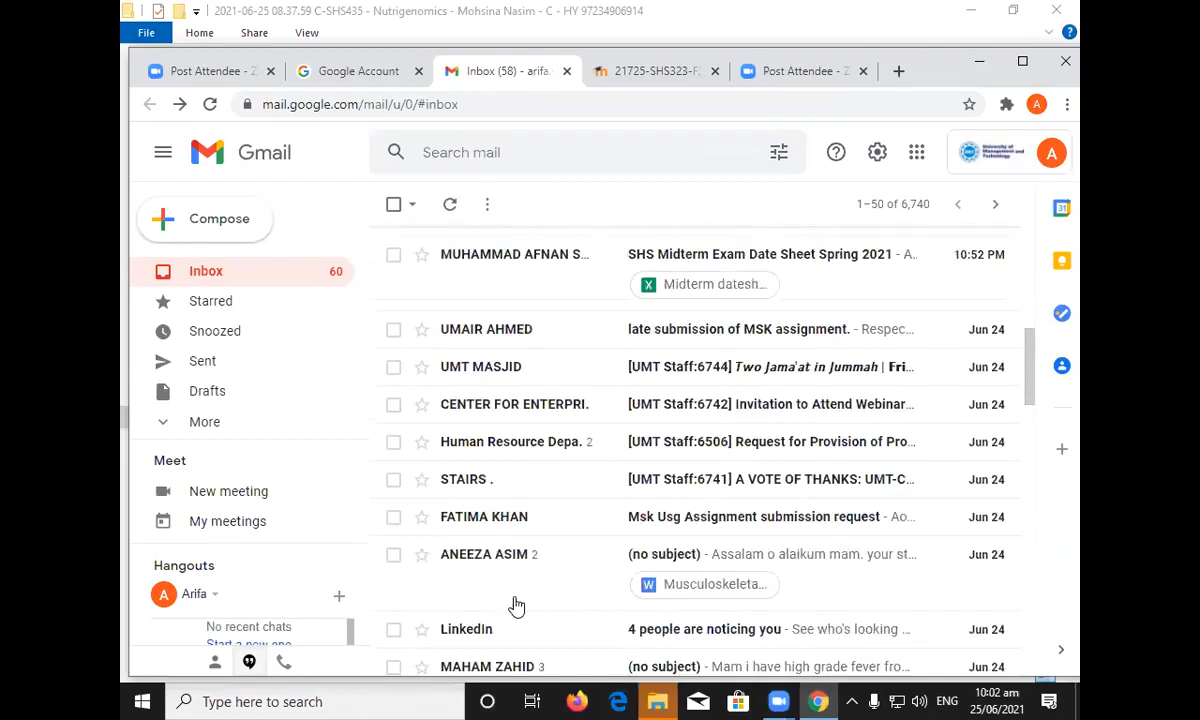 2021-06-25 08.37.59 C-SHS435 - Nutrigenomics - Mohsina Nasim - C - HY 97234906914
File Home Share View
Post Attendee - Z
Google Account
Inbox (58) - arifa.
21725-SHS323-F
Post Attendee - Z
mail.google.com/mail/u/0/#inbox
A
Gmail
Search mail
University of Management and Technology
A
Compose
1–50 of 6,740
31
Inbox 60
Starred
Snoozed
Sent
Drafts
More
Meet
New meeting
My meetings
Hangouts
A Arifa
No recent chats
Start a new one
MUHAMMAD AFNAN S... SHS Midterm Exam Date Sheet Spring 2021 - A... 10:52 PM
X Midterm datesh...
UMAIR AHMED late submission of MSK assignment. - Respec... Jun 24
UMT MASJID [UMT Staff:6744] Two Jama'at in Jummah | Fri... Jun 24
CENTER FOR ENTERPRI. [UMT Staff:6742] Invitation to Attend Webinar... Jun 24
Human Resource Depa. 2 [UMT Staff:6506] Request for Provision of Pro... Jun 24
STAIRS . [UMT Staff:6741] A VOTE OF THANKS: UMT-C... Jun 24
FATIMA KHAN Msk Usg Assignment submission request - Ao... Jun 24
ANEEZA ASIM 2 (no subject) - Assalam o alaikum mam. your st... Jun 24
W Musculoskeleta...
LinkedIn 4 people are noticing you - See who's looking ... Jun 24
MAHAM ZAHID 3 (no subject) - Mam i have high grade fever fro... Jun 24
Type here to search
ENG
10:02 am
25/06/2021